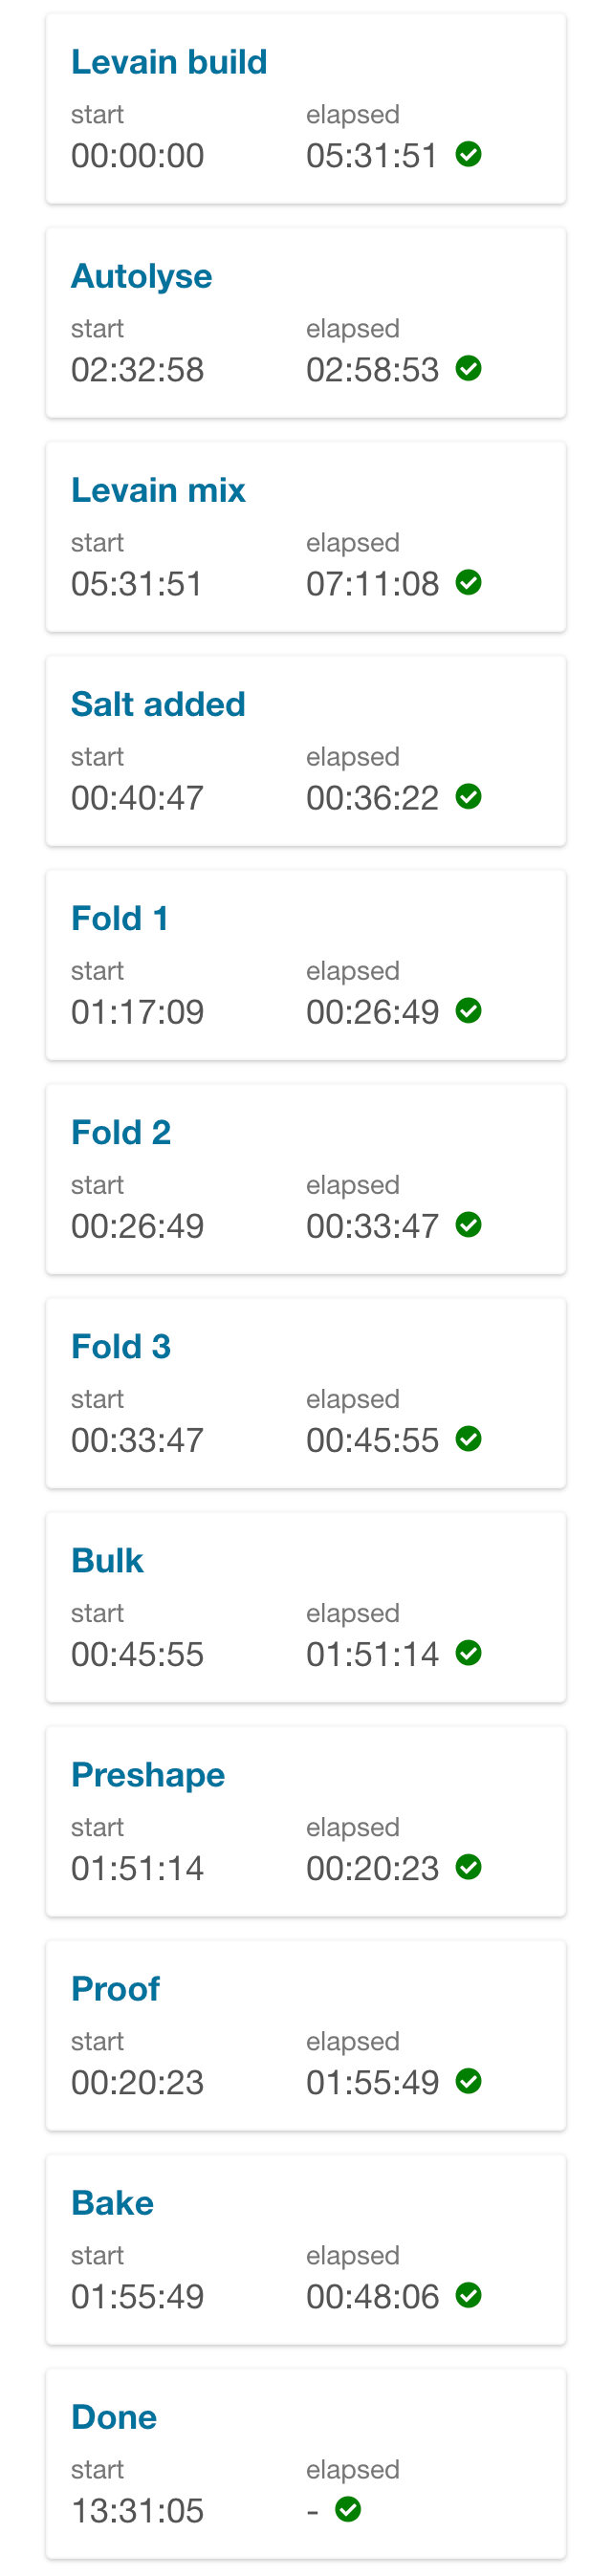 Levain build
start elapsed
00:00:00 05:31:51
Autolyse
start elapsed
02:32:58 02:58:53
Levain mix
start elapsed
05:31:51 07:11:08
Salt added
start elapsed
00:40:47 00:36:22
Fold 1
start elapsed
01:17:09 00:26:49
Fold 2
start elapsed
00:26:49 00:33:47
Fold 3
start elapsed
00:33:47 00:45:55
Bulk
start elapsed
00:45:55 01:51:14
Preshape
start elapsed
01:51:14 00:20:23
Proof
start elapsed
00:20:23 01:55:49
Bake
start elapsed
01:55:49 00:48:06
Done
start elapsed
13:31:05 -